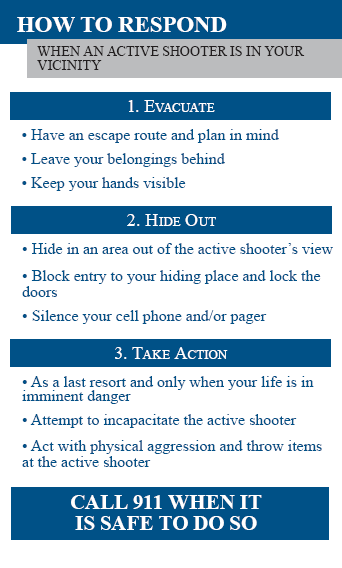 HOW TO RESPOND
WHEN AN ACTIVE SHOOTER IS IN YOUR
VICINITY
1. EVACUATE
• Have an escape route and plan in mind
• Leave your belongings behind
• Keep your hands visible
2. HIDE OUT
• Hide in an area out of the active shooter's view
• Block entry to your hiding place and lock the
doors
• Silence your cell phone and/or pager
3. TAKE ACTION
• As a last resort and only when your life is in
imminent danger
• Attempt to incapacitate the active shooter
• Act with physical aggression and throw items
at the active shooter
CALL 911 WHEN IT
IS SAFE TO DO SO